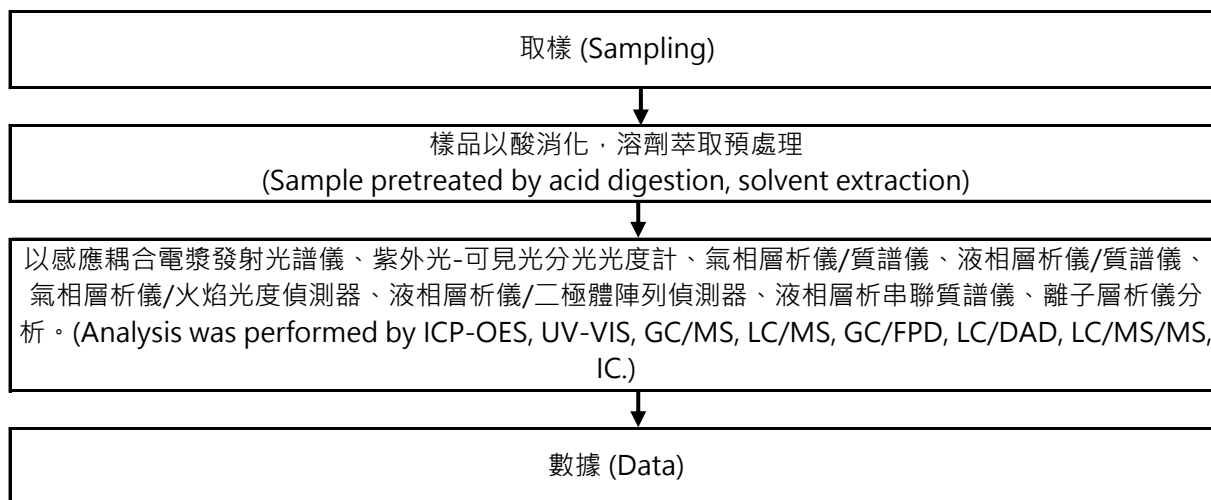 取樣 (Sampling)
樣品以酸消化，溶劑萃取預處理
(Sample pretreated by acid digestion, solvent extraction)
以感應耦合電漿發射光譜儀、紫外光-可見光分光光度計、氣相層析儀/質譜儀、液相層析儀/質譜儀、
氣相層析儀/火焰光度偵測器、液相層析儀/二極體陣列偵測器、液相層析串聯質譜儀、離子層析儀分
析。(Analysis was performed by ICP-OES, UV-VIS, GC/MS, LC/MS, GC/FPD, LC/DAD, LC/MS/MS,
IC.)
數據 (Data)